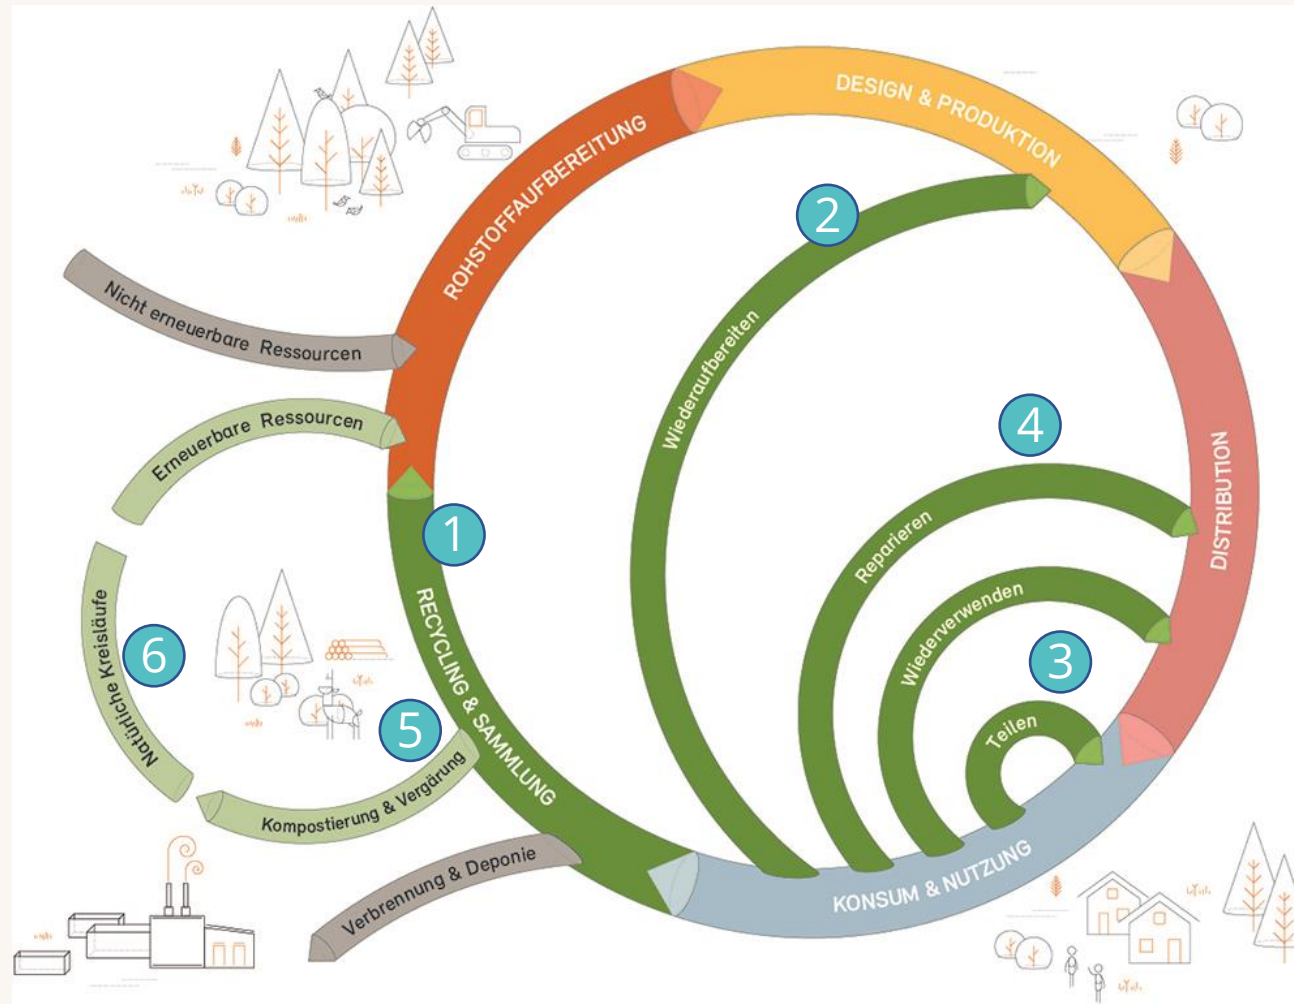 DESIGN & PRODUKTION
ROHSTOFFAUFBEREITUNG
2
Nicht erneuerbare Ressourcen
Wiederaufbereiten
Erneuerbare Ressourcen
4
DISTRIBUTION
1
Reparieren
RECYCLING & SAMMLUNG
Wiederverwenden
Natürliche Kreisläufe
6
3
5
Teilen
Kompostierung & Vergärung
Verbrennung & Deponie
KONSUM & NUTZUNG